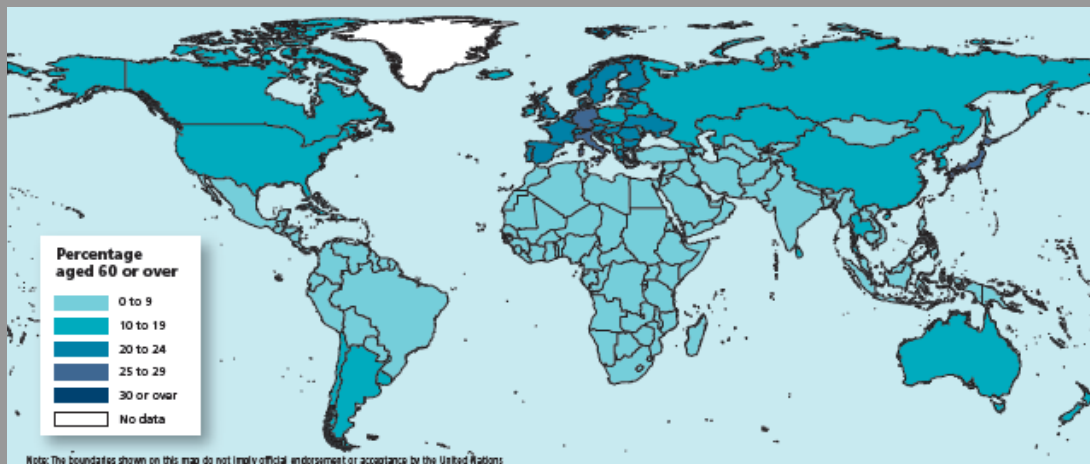 Percentage
aged 60 or over
0 to 9
10 to 19
20 to 24
25 to 29
30 or over
No data
Note: The boundaries shown on this map do not imply official endorsement or acceptance by the United Nations